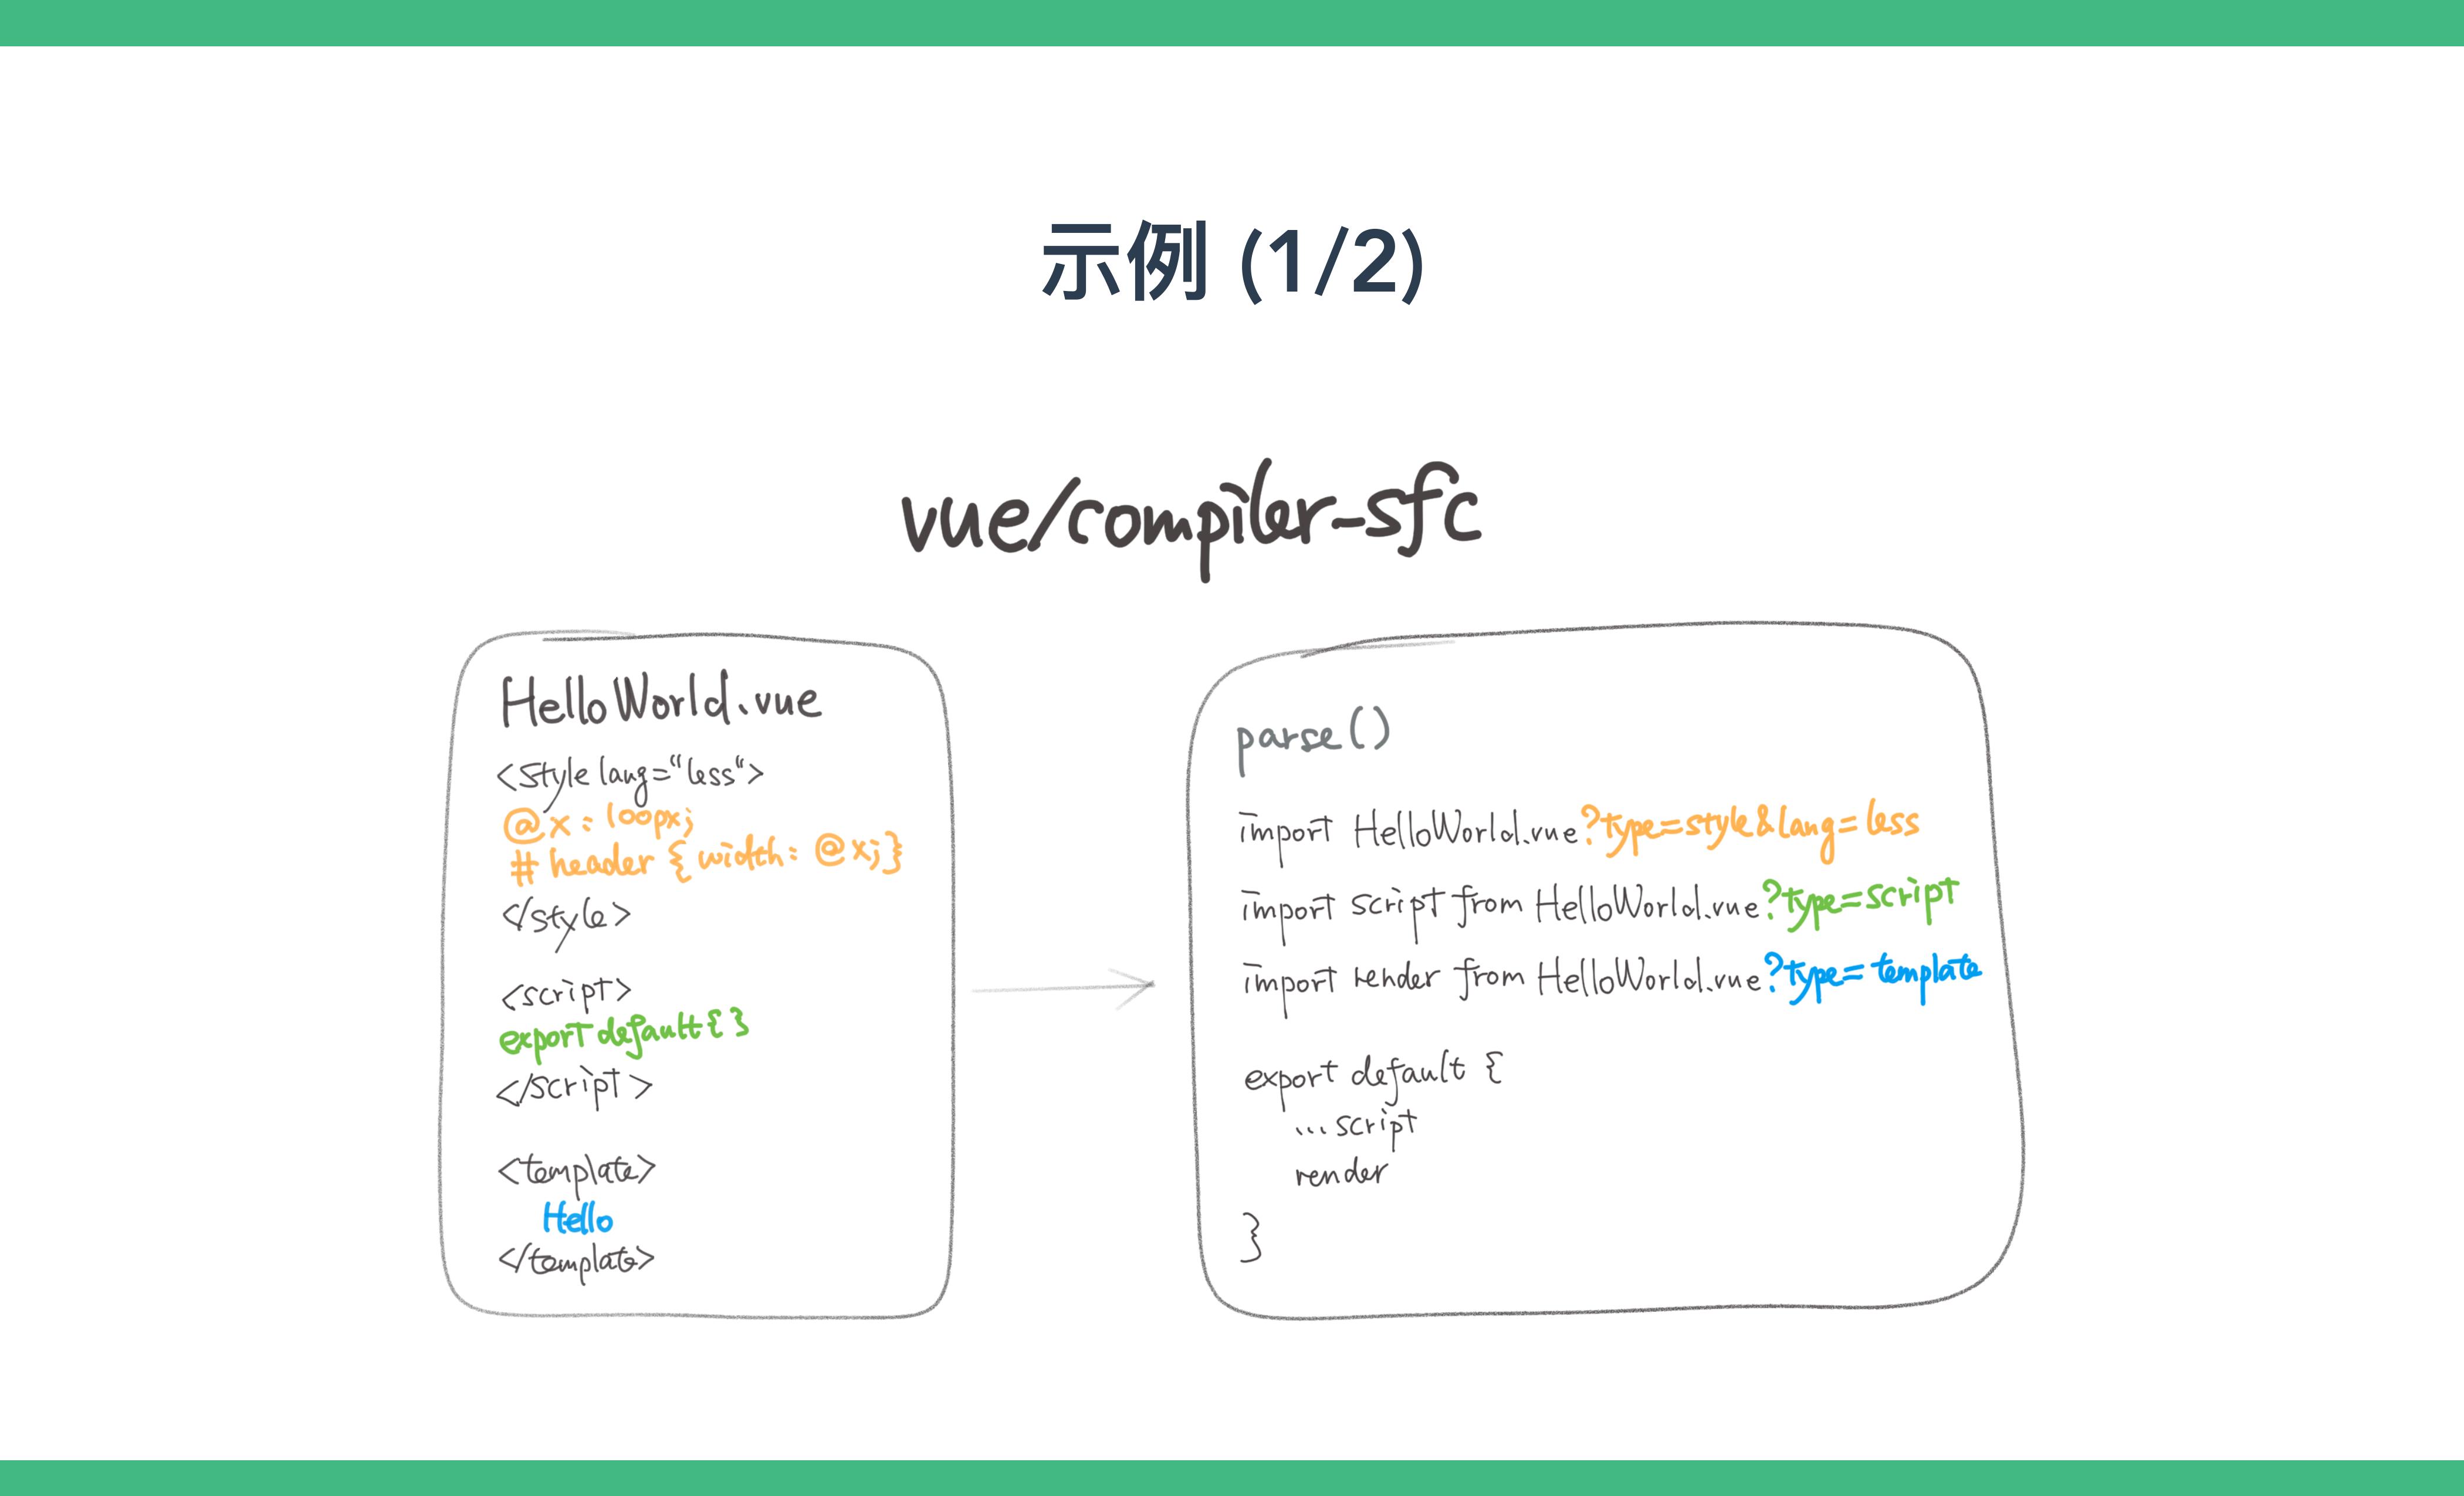 示例 (1/2)
vue/compiler-sfc
HelloWorld.vue
<style lang="less">
@x: 100px;
#header { width: @x; }
</style>
<script>
export default { }
</script>
<template>
Hello
</template>
parse()
import HelloWorld.vue?type=style&lang=less
import script from HelloWorld.vue?type=script
import render from HelloWorld.vue?type=template
export default {
...script
render
}